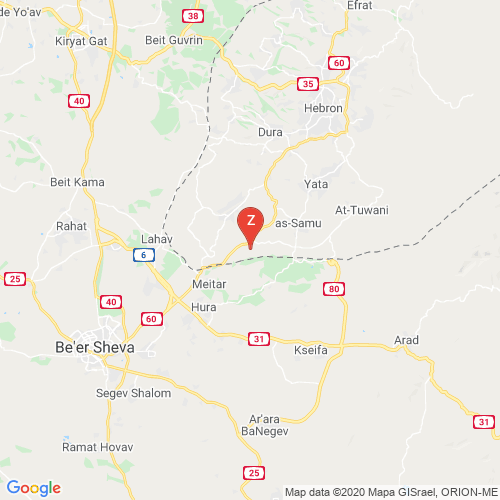 Efrat
de Yo'av
38
Kiryat Gat
Beit Guvrin
60
35
40
Hebron
Dura
Beit Kama
Yata
At-Tuwani
Z
as-Samu
Rahat
Lahav
6
25
Meitar
80
40
Hura
60
31
Arad
Be'er Sheva
Kseifa
Segev Shalom
Ar'ara
BaNegev
31
Ramat Hovav
25
Google
Map data ©2020 Mapa GISrael, ORION-ME